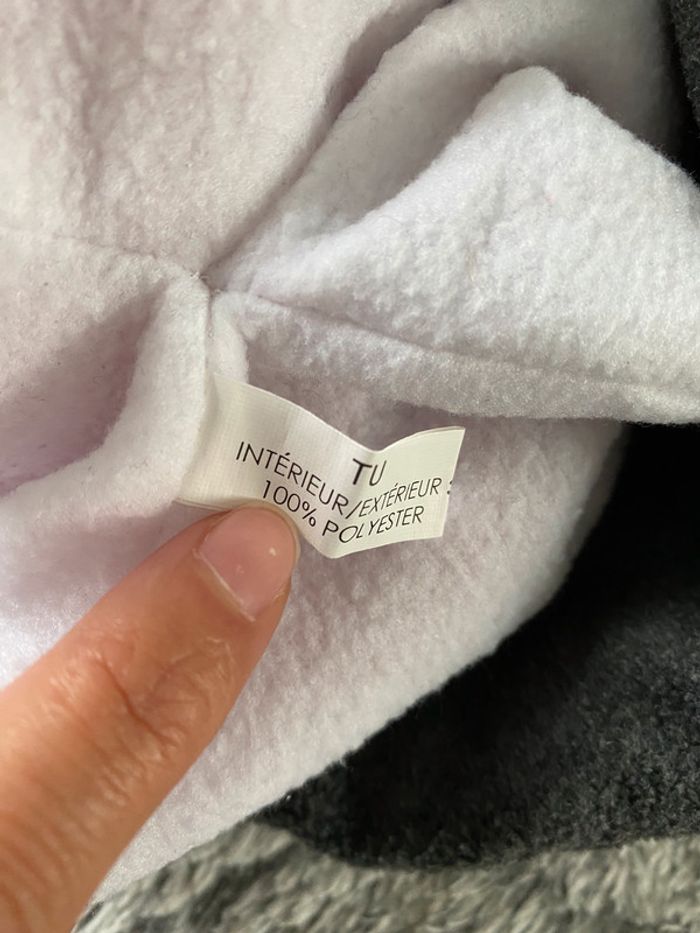 TU
INTÉRIEUR/EXTÉRIEUR :
100% POLYESTER